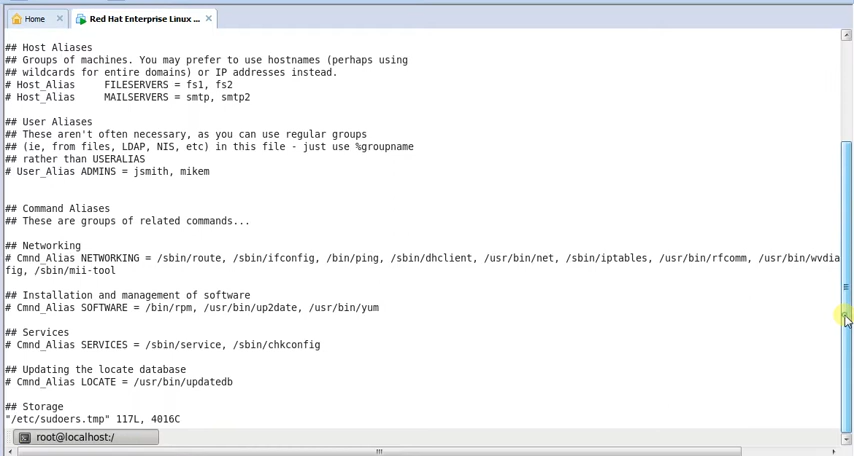 Home
Red Hat Enterprise Linux ...
## Host Aliases
## Groups of machines. You may prefer to use hostnames (perhaps using
## wildcards for entire domains) or IP addresses instead.
# Host_Alias     FILESERVERS = fs1, fs2
# Host_Alias     MAILSERVERS = smtp, smtp2
## User Aliases
## These aren't often necessary, as you can use regular groups
## (ie, from files, LDAP, NIS, etc) in this file - just use %groupname
## rather than USERALIAS
# User_Alias ADMINS = jsmith, mikem
## Command Aliases
## These are groups of related commands...
## Networking
# Cmnd_Alias NETWORKING = /sbin/route, /sbin/ifconfig, /bin/ping, /sbin/dhclient, /usr/bin/net, /sbin/iptables, /usr/bin/rfcomm, /usr/bin/wvdia
fig, /sbin/mii-tool
## Installation and management of software
# Cmnd_Alias SOFTWARE = /bin/rpm, /usr/bin/up2date, /usr/bin/yum
## Services
# Cmnd_Alias SERVICES = /sbin/service, /sbin/chkconfig
## Updating the locate database
# Cmnd_Alias LOCATE = /usr/bin/updatedb
## Storage
"/etc/sudoers.tmp" 117L, 4016C
root@localhost:/